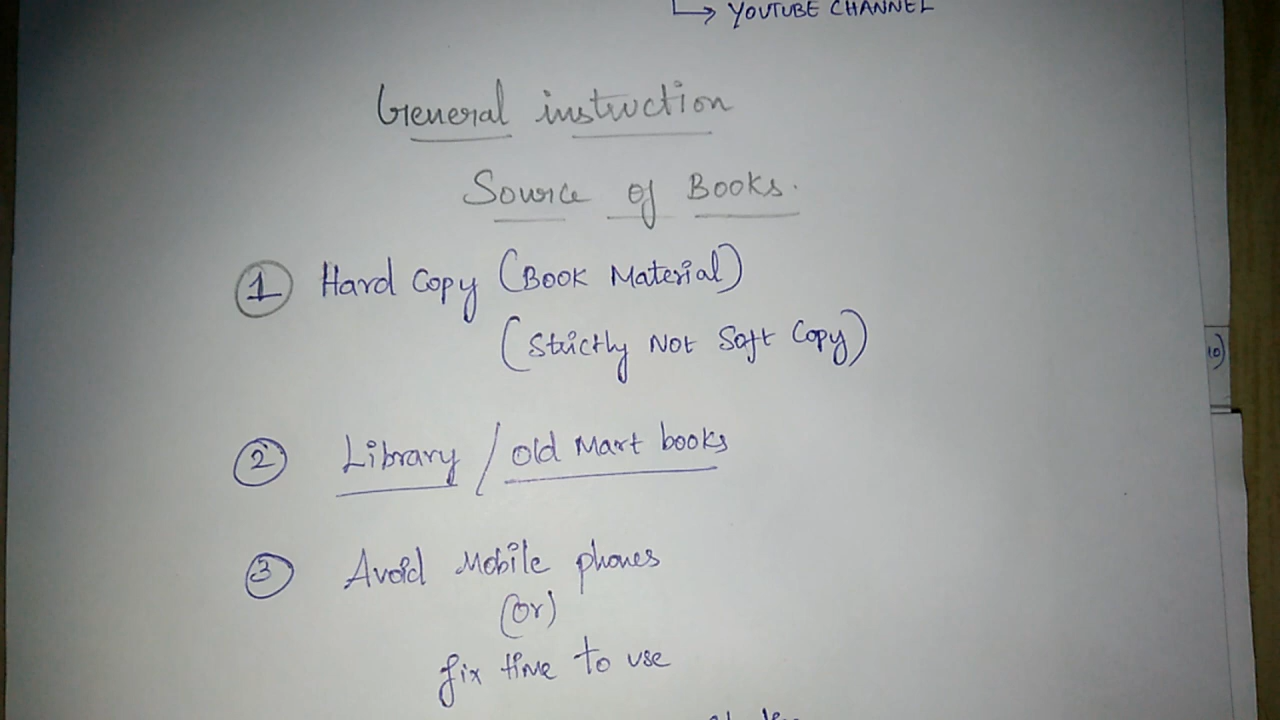 ↳ YOUTUBE CHANNEL
General instruction
Source of Books.
① Hard Copy (Book Material)
(Strictly Not Soft Copy)
② Library / old Mart books
③ Avoid Mobile phones
(or)
fix time to use
10)